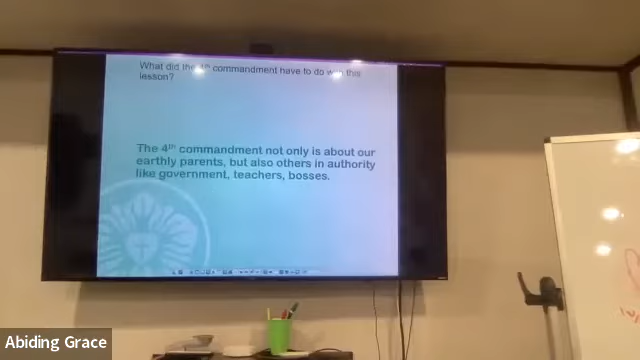 What did the 4th commandment have to do with this
lesson?
The 4th commandment not only is about our
earthly parents, but also others in authority
like government, teachers, bosses.
Abiding Grace